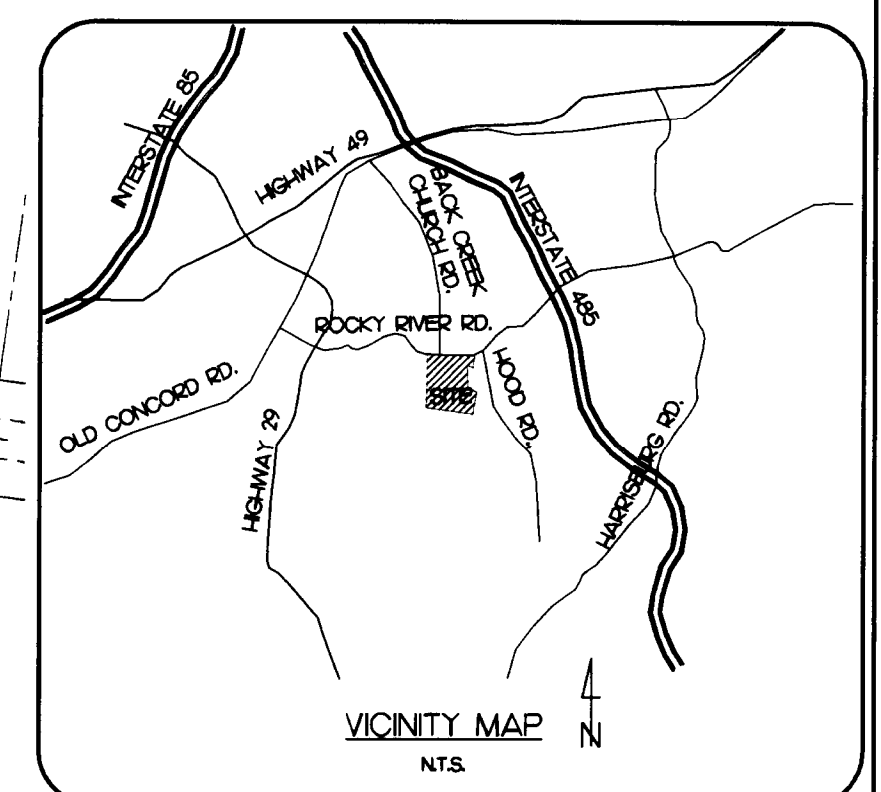 INTERSTATE 85
HIGHWAY 49
BACK CREEK
CHURCH RD.
INTERSTATE 485
ROCKY RIVER RD.
OLD CONCORD RD.
SITE
HOOD RD.
HIGHWAY 29
HARRISBURG RD.
VICINITY MAP
N
N.T.S.